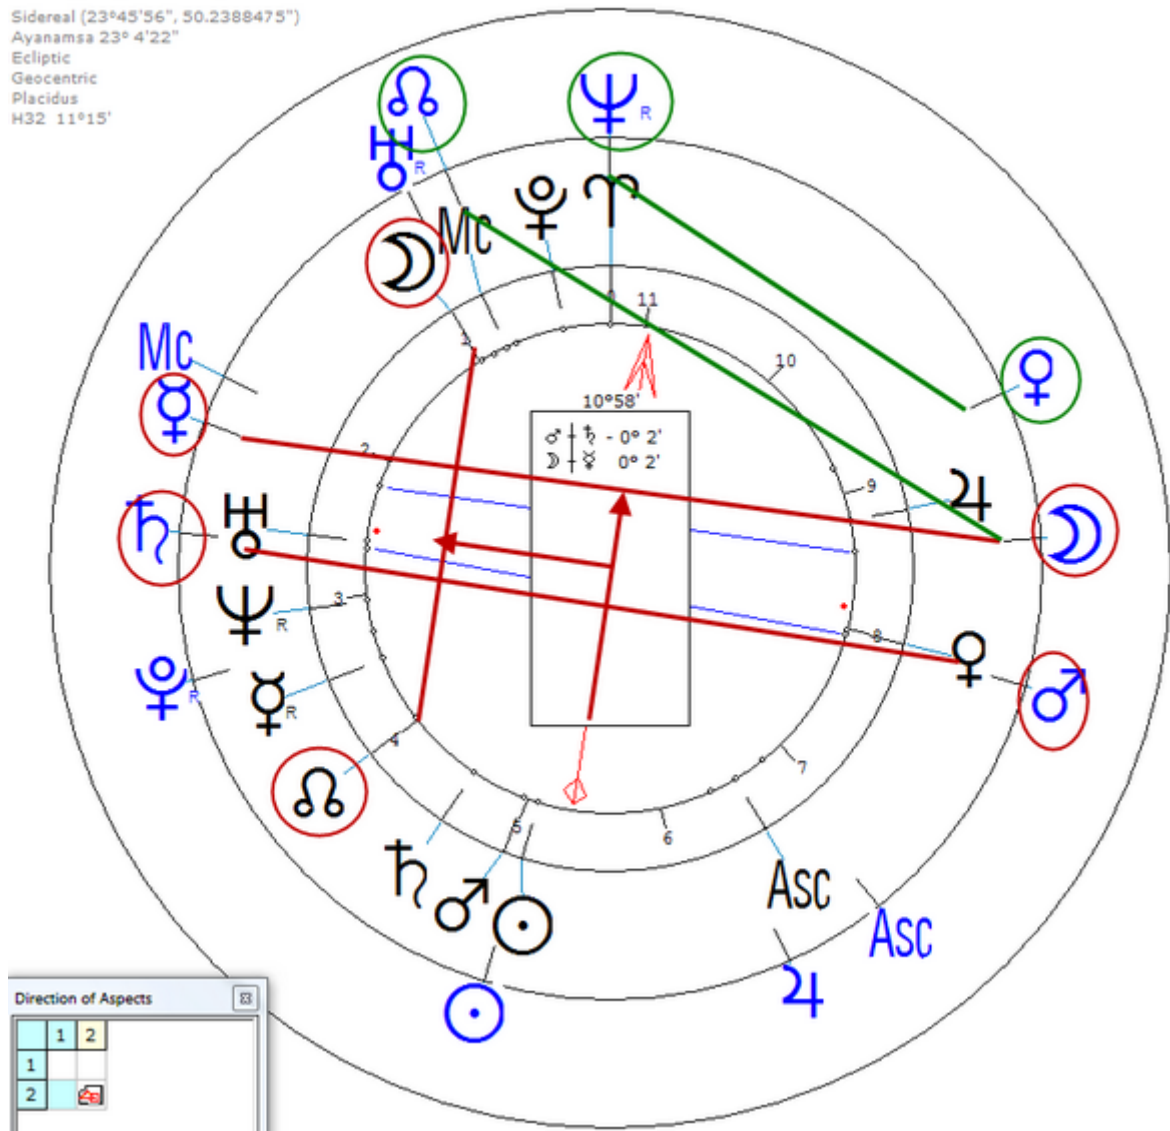 Sidereal (23°45'56", 50.2388475")
Ayanamsa 23° 4'22"
Ecliptic
Geocentric
Placidus
H32 11°15'
☊
♆ R
♅ R
♇ ♈
Mc
☽
11
1
Mc
10
10°58'
♂ ┼ ♄ - 0° 2'
☽ ┼ ☿ 0° 2'
♀
☿
2
9
♃
♄ ♅
☽
♆ R
3
8
♀
♇ R
☿ R
♂
4
7
☊
5
6
♄
♂
☉
Asc
Asc
☉
♃
Direction of Aspects
1 2
1
2